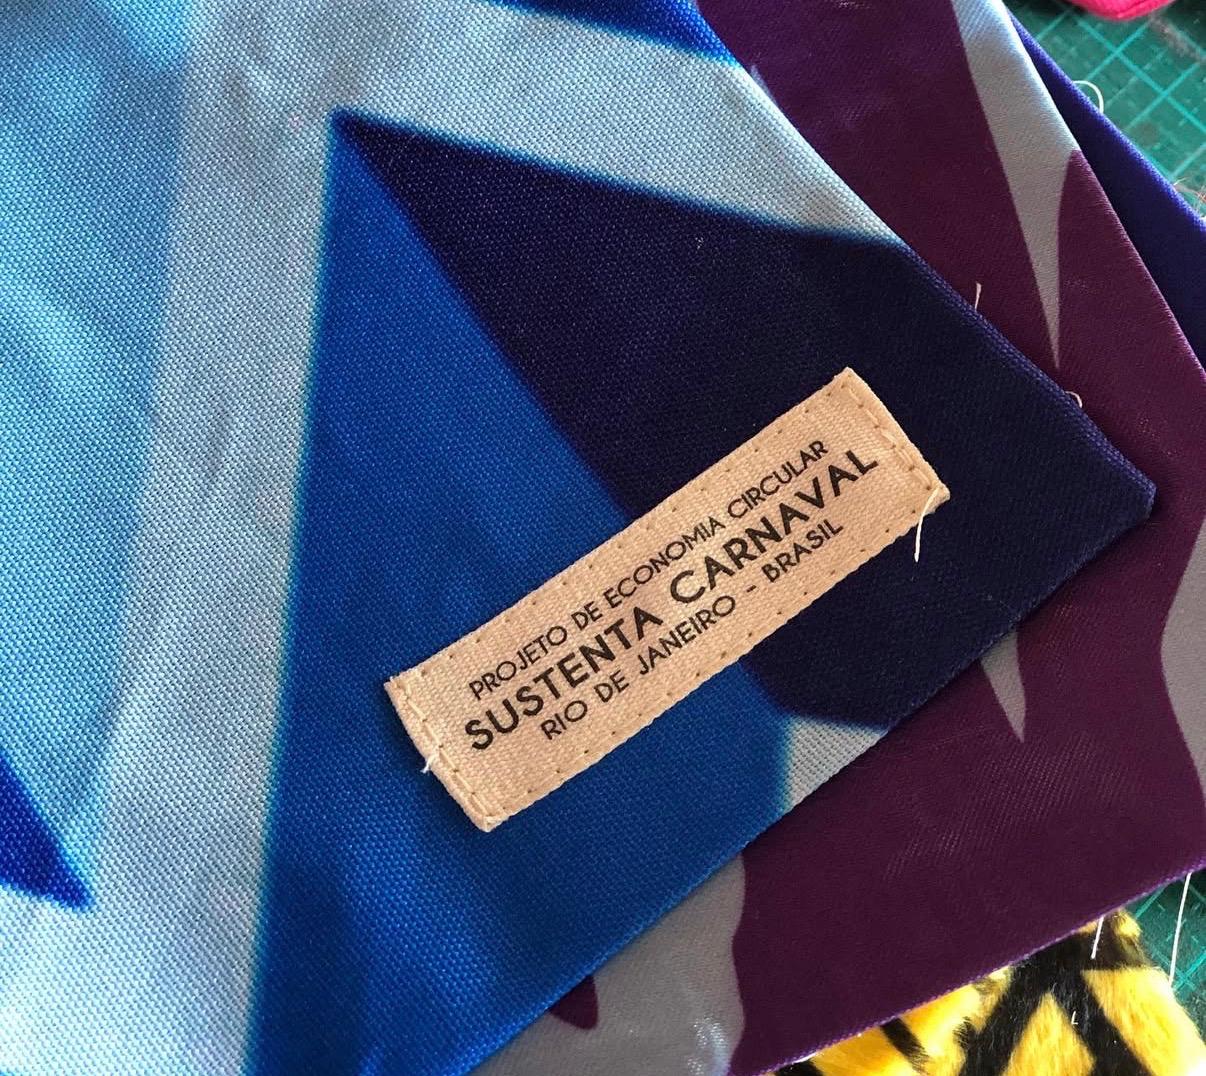 PROJETO DE ECONOMIA CIRCULAR
SUSTENTA CARNAVAL
RIO DE JANEIRO - BRASIL